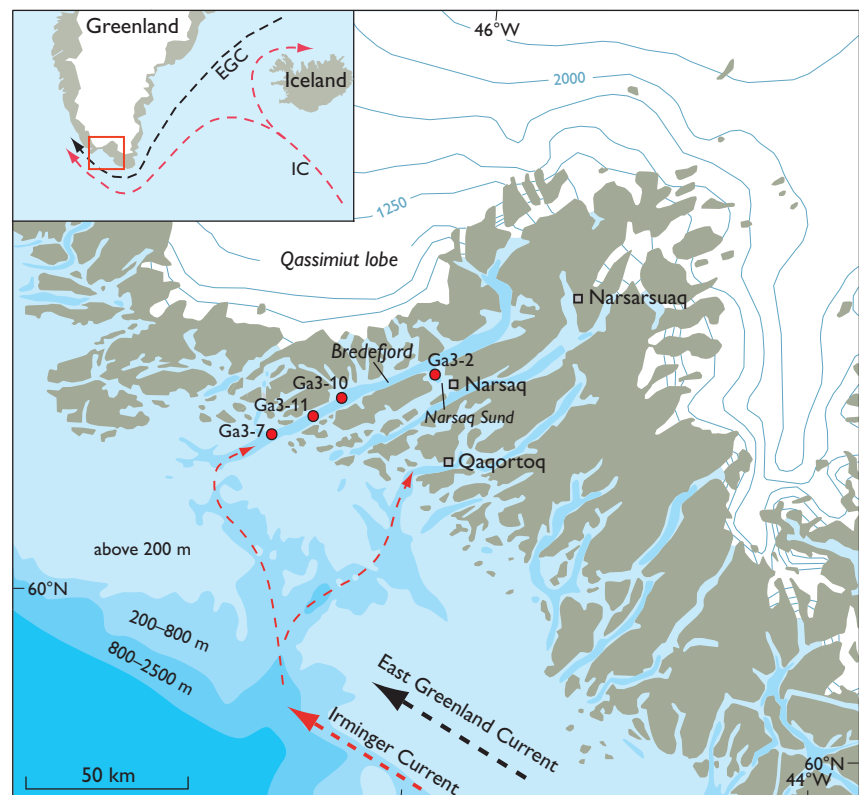 Greenland
EGC
Iceland
IC
46°W
2000
1250
Qassimiut lobe
Narsarsuaq
Bredefjord
Ga3-2
Ga3-10
Narsaq
Ga3-11
Narsaq Sund
Ga3-7
Qaqortoq
above 200 m
60°N
200–800 m
800–2500 m
East Greenland Current
Irminger Current
50 km
60°N
44°W